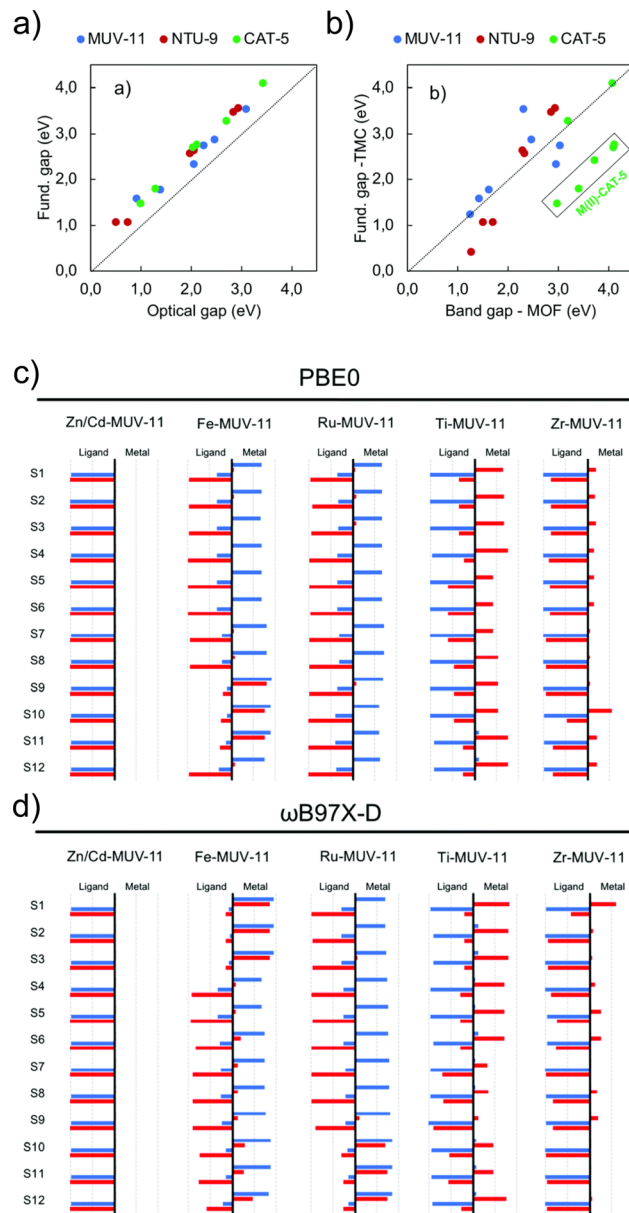 a)
b)
MUV-11 NTU-9 CAT-5
MUV-11 NTU-9 CAT-5
a)
Fund. gap (eV)
4,0
3,0
2,0
1,0
0,0
0,0 1,0 2,0 3,0 4,0
Optical gap (eV)
b)
Fund. gap -TMC (eV)
4,0
3,0
2,0
1,0
0,0
M(II)-CAT-5
0,0 1,0 2,0 3,0 4,0
Band gap - MOF (eV)
c)
PBE0
Zn/Cd-MUV-11 Fe-MUV-11 Ru-MUV-11 Ti-MUV-11 Zr-MUV-11
Ligand Metal Ligand Metal Ligand Metal Ligand Metal Ligand Metal
S1
S2
S3
S4
S5
S6
S7
S8
S9
S10
S11
S12
d)
ωB97X-D
Zn/Cd-MUV-11 Fe-MUV-11 Ru-MUV-11 Ti-MUV-11 Zr-MUV-11
Ligand Metal Ligand Metal Ligand Metal Ligand Metal Ligand Metal
S1
S2
S3
S4
S5
S6
S7
S8
S9
S10
S11
S12